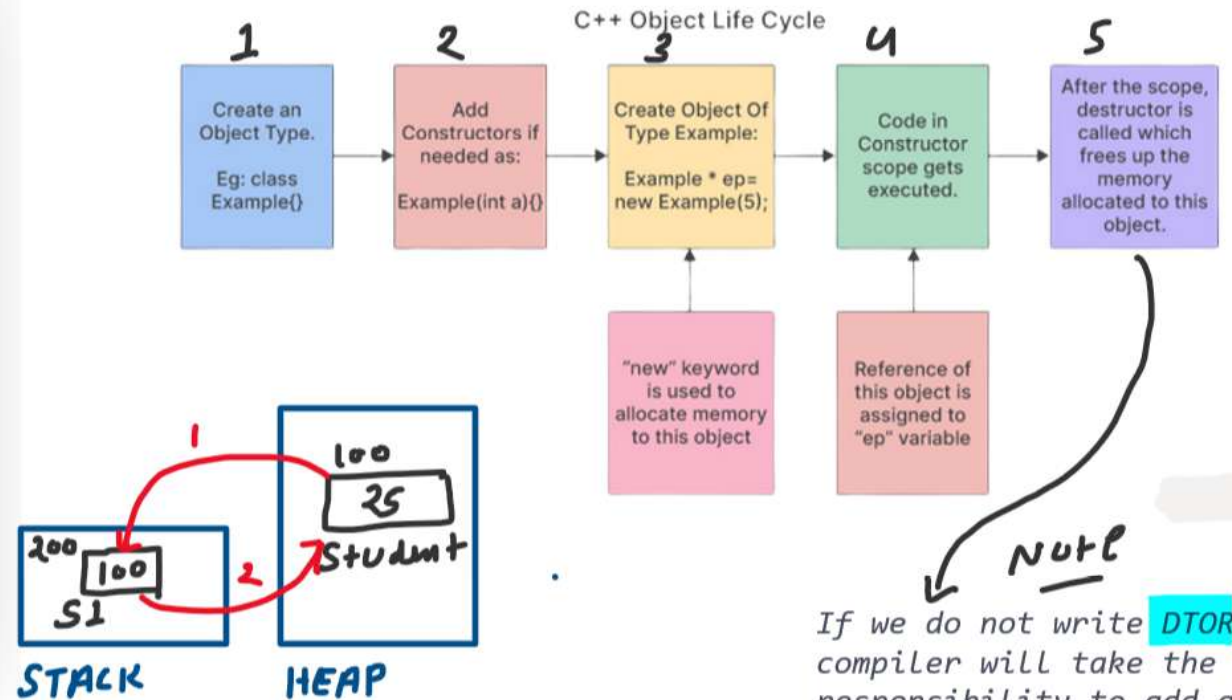 C++ Object Life Cycle
1
2
3
4
5
Create an
Object Type.
Eg: class
Example{}
Add
Constructors if
needed as:
Example(int a){}
Create Object Of
Type Example:
Example * ep=
new Example(5);
Code in
Constructor
scope gets
executed.
After the scope,
destructor is
called which
frees up the
memory
allocated to this
object.
"new" keyword
is used to
allocate memory
to this object
Reference of
this object is
assigned to
"ep" variable
1
100
25
Student
200
100
S1
2
STACK
HEAP
Note
If we do not write DTOR
compiler will take the
responsibility to add